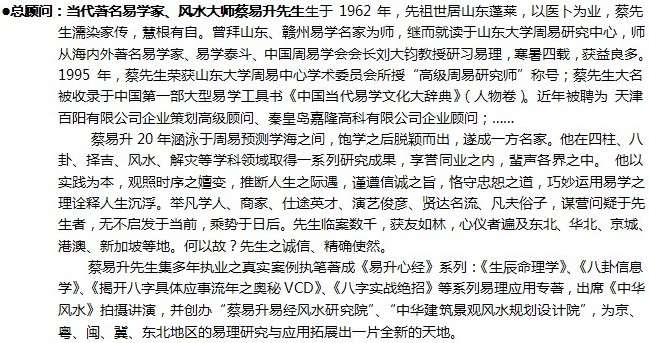 ●总顾问：当代著名易学家、风水大师蔡易升先生生于 1962 年，先祖世居山东蓬莱，以医卜为业，蔡先
生濡染家传，慧根有自。曾拜山东、赣州易学名家为师，继而就读于山东大学周易研究中心，师
从海内外著名易学家、易学泰斗、中国周易学会会长刘大钧教授研习易理，寒暑四载，获益良多。
1995 年，蔡先生荣获山东大学周易中心学术委员会所授“高级周易研究师”称号；蔡先生大名
被收录于中国第一部大型易学工具书《中国当代易学文化大辞典》（人物卷）。近年被聘为 天津
百阳有限公司企业策划高级顾问、秦皇岛嘉隆高科有限公司企业顾问；……
蔡易升 20 年涵泳于周易预测学海之间，饱学之后脱颖而出，遂成一方名家。他在四柱、八
卦、择吉、风水、解灾等学科领域取得一系列研究成果，享誉同业之内，蜚声各界之中。 他以
实践为本，观照时序之嬗变，推断人生之际遇，谨遵信诚之旨，恪守忠恕之道，巧妙运用易学之
理诠释人生沉浮。举凡学人、商家、仕途英才、演艺俊彦、贤达名流、凡夫俗子，谋营问疑于先
生者，无不启发于当前，乘势于日后。先生临案数千，获友如林，心仪者遍及东北、华北、京城、
港澳、新加坡等地。何以故？先生之诚信、精确使然。
蔡易升先生集多年执业之真实案例执笔著成《易升心经》系列：《生辰命理学》、《八卦信息
学》、《揭开八字具体应事流年之奥秘VCD》、《八字实战绝招》等系列易理应用专著，出席《中华
风水》拍摄讲演，并创办“蔡易升易经风水研究院”、“中华建筑景观风水规划设计院”，为京、
粤、闽、冀、东北地区的易理研究与应用拓展出一片全新的天地。